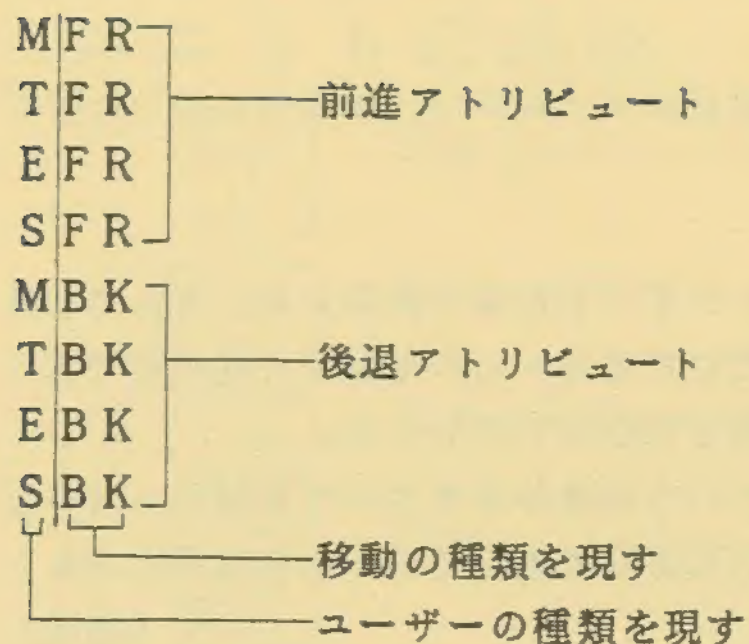 MFR
TFR 前進アトリビュート
EFR
SFR
MBK
TBK 後退アトリビュート
EBK
SBK
移動の種類を現す
ユーザーの種類を現す